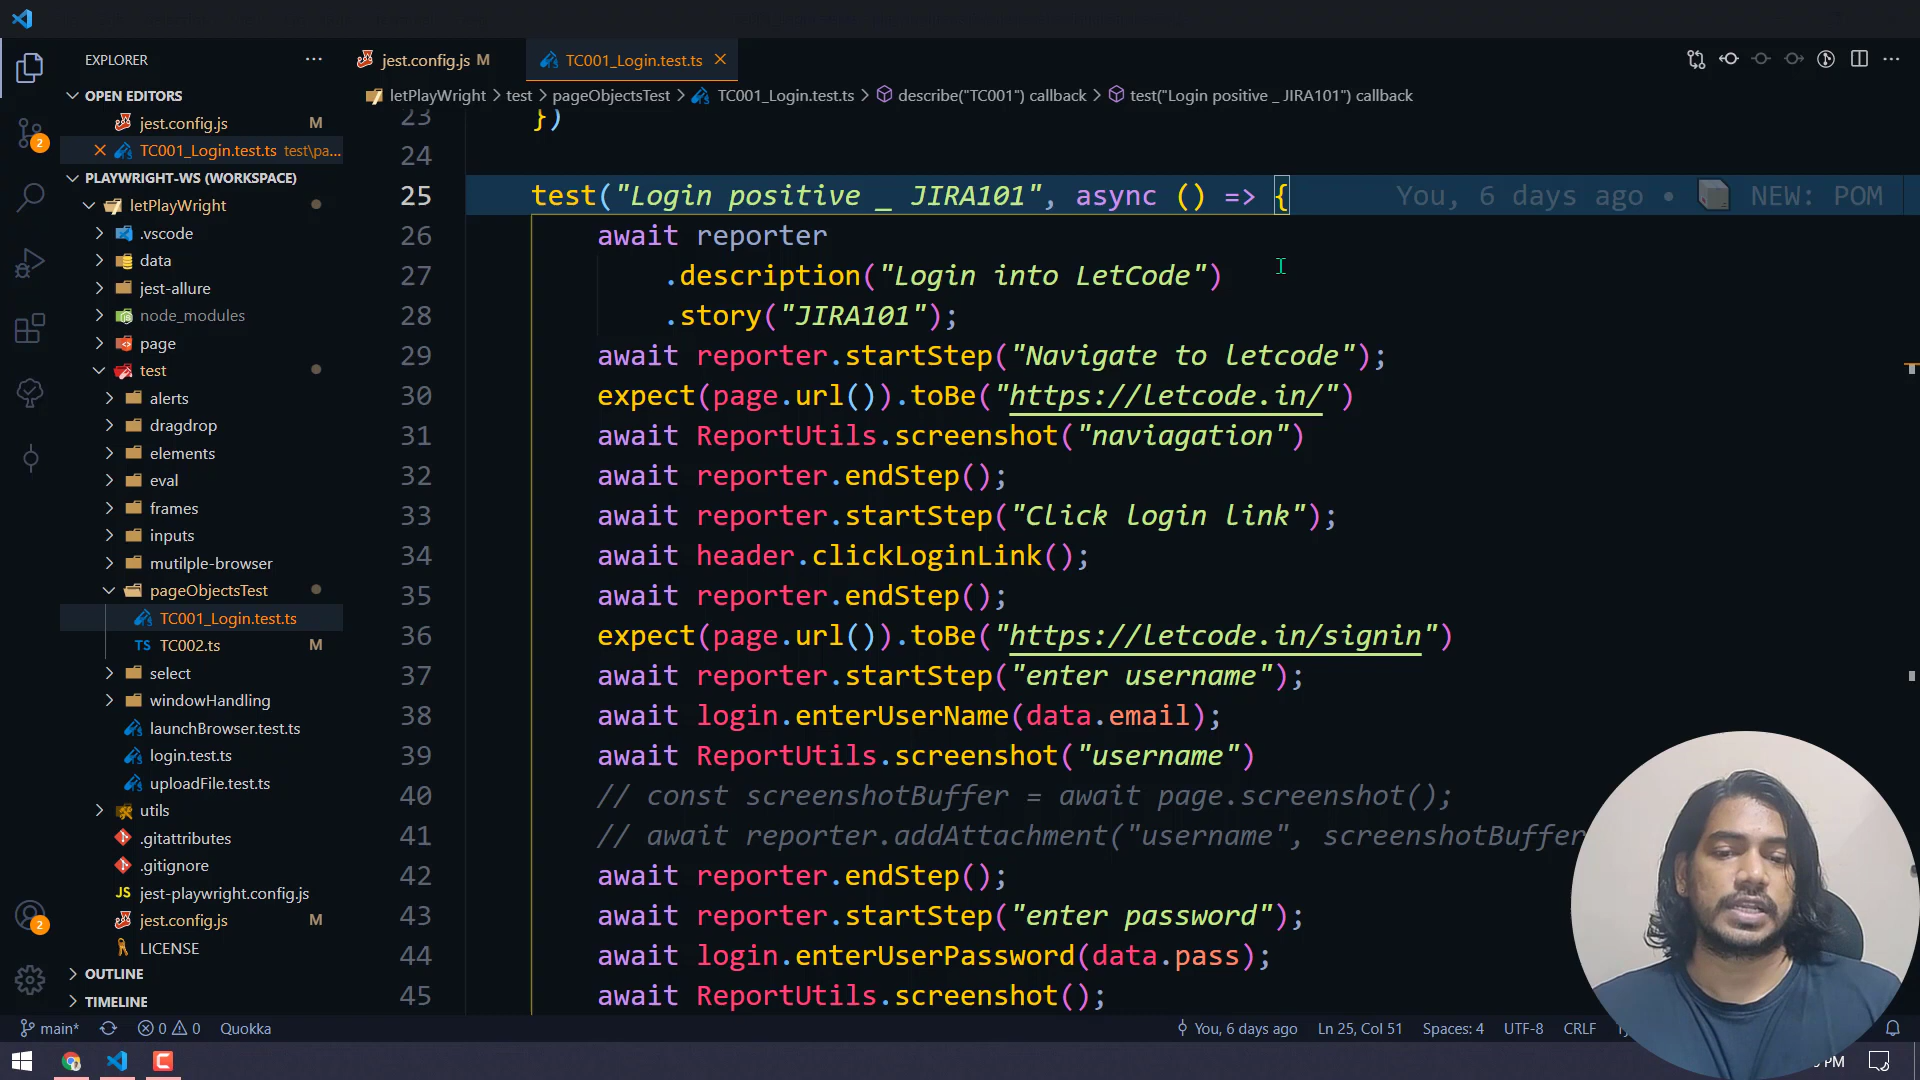 EXPLORER
jest.config.js M
TC001_Login.test.ts
OPEN EDITORS
letPlayWright > test > pageObjectsTest > TC001_Login.test.ts > describe("TC001") callback > test("Login positive _ JIRA101") callback
jest.config.js M
TC001_Login.test.ts test\pa...
PLAYWRIGHT-WS (WORKSPACE)
letPlayWright
.vscode
data
jest-allure
node_modules
page
test
alerts
dragdrop
elements
eval
frames
inputs
mutilple-browser
pageObjectsTest
TC001_Login.test.ts
TS TC002.ts M
select
windowHandling
launchBrowser.test.ts
login.test.ts
uploadFile.test.ts
utils
.gitattributes
.gitignore
JS jest-playwright.config.js
jest.config.js M
LICENSE
OUTLINE
TIMELINE
2
2
23 })
24
25 test("Login positive _ JIRA101", async () => { You, 6 days ago • NEW: POM
26 await reporter
27 .description("Login into LetCode")
28 .story("JIRA101");
29 await reporter.startStep("Navigate to letcode");
30 expect(page.url()).toBe("https://letcode.in/")
31 await ReportUtils.screenshot("naviagation")
32 await reporter.endStep();
33 await reporter.startStep("Click login link");
34 await header.clickLoginLink();
35 await reporter.endStep();
36 expect(page.url()).toBe("https://letcode.in/signin")
37 await reporter.startStep("enter username");
38 await login.enterUserName(data.email);
39 await ReportUtils.screenshot("username")
40 // const screenshotBuffer = await page.screenshot();
41 // await reporter.addAttachment("username", screenshotBuffer
42 await reporter.endStep();
43 await reporter.startStep("enter password");
44 await login.enterUserPassword(data.pass);
45 await ReportUtils.screenshot();
main* 0 0 Quokka
You, 6 days ago Ln 25, Col 51 Spaces: 4 UTF-8 CRLF
PM